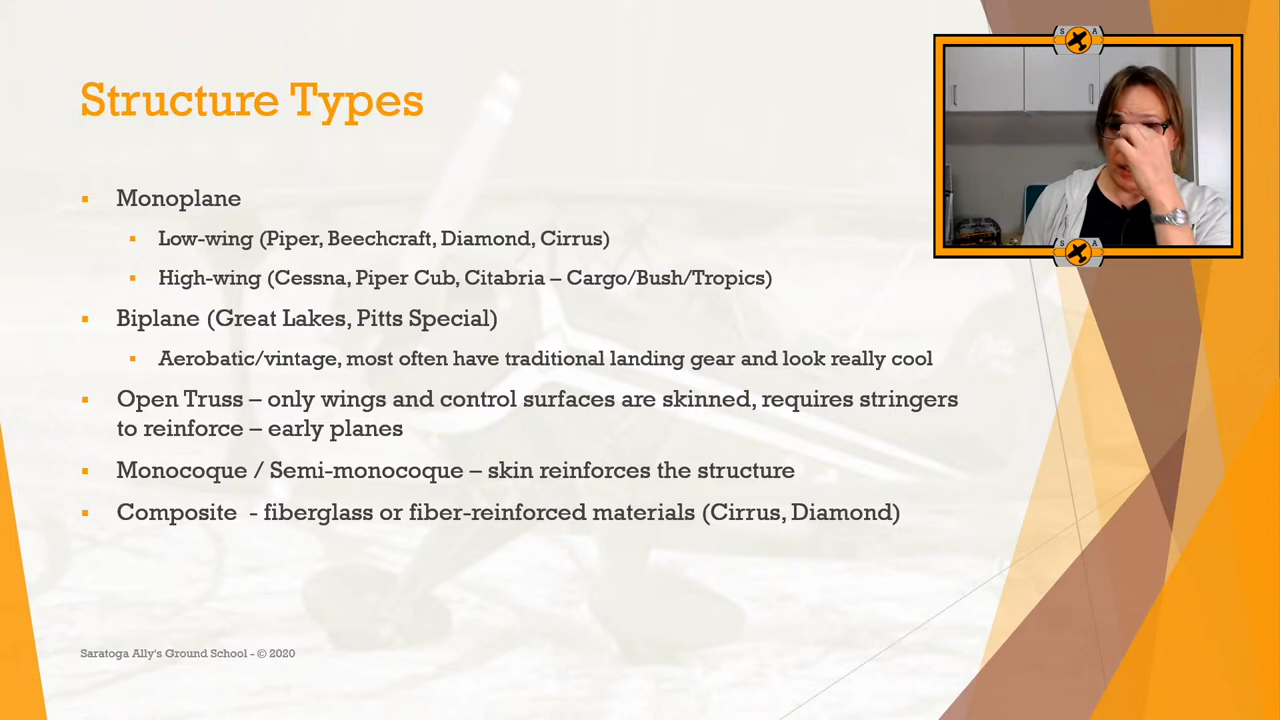 Structure Types
S A
Monoplane
Low-wing (Piper, Beechcraft, Diamond, Cirrus)
High-wing (Cessna, Piper Cub, Citabria – Cargo/Bush/Tropics)
Biplane (Great Lakes, Pitts Special)
S A
Aerobatic/vintage, most often have traditional landing gear and look really cool
Open Truss – only wings and control surfaces are skinned, requires stringers
to reinforce – early planes
Monocoque / Semi-monocoque – skin reinforces the structure
Composite - fiberglass or fiber-reinforced materials (Cirrus, Diamond)
Saratoga Ally's Ground School - © 2020